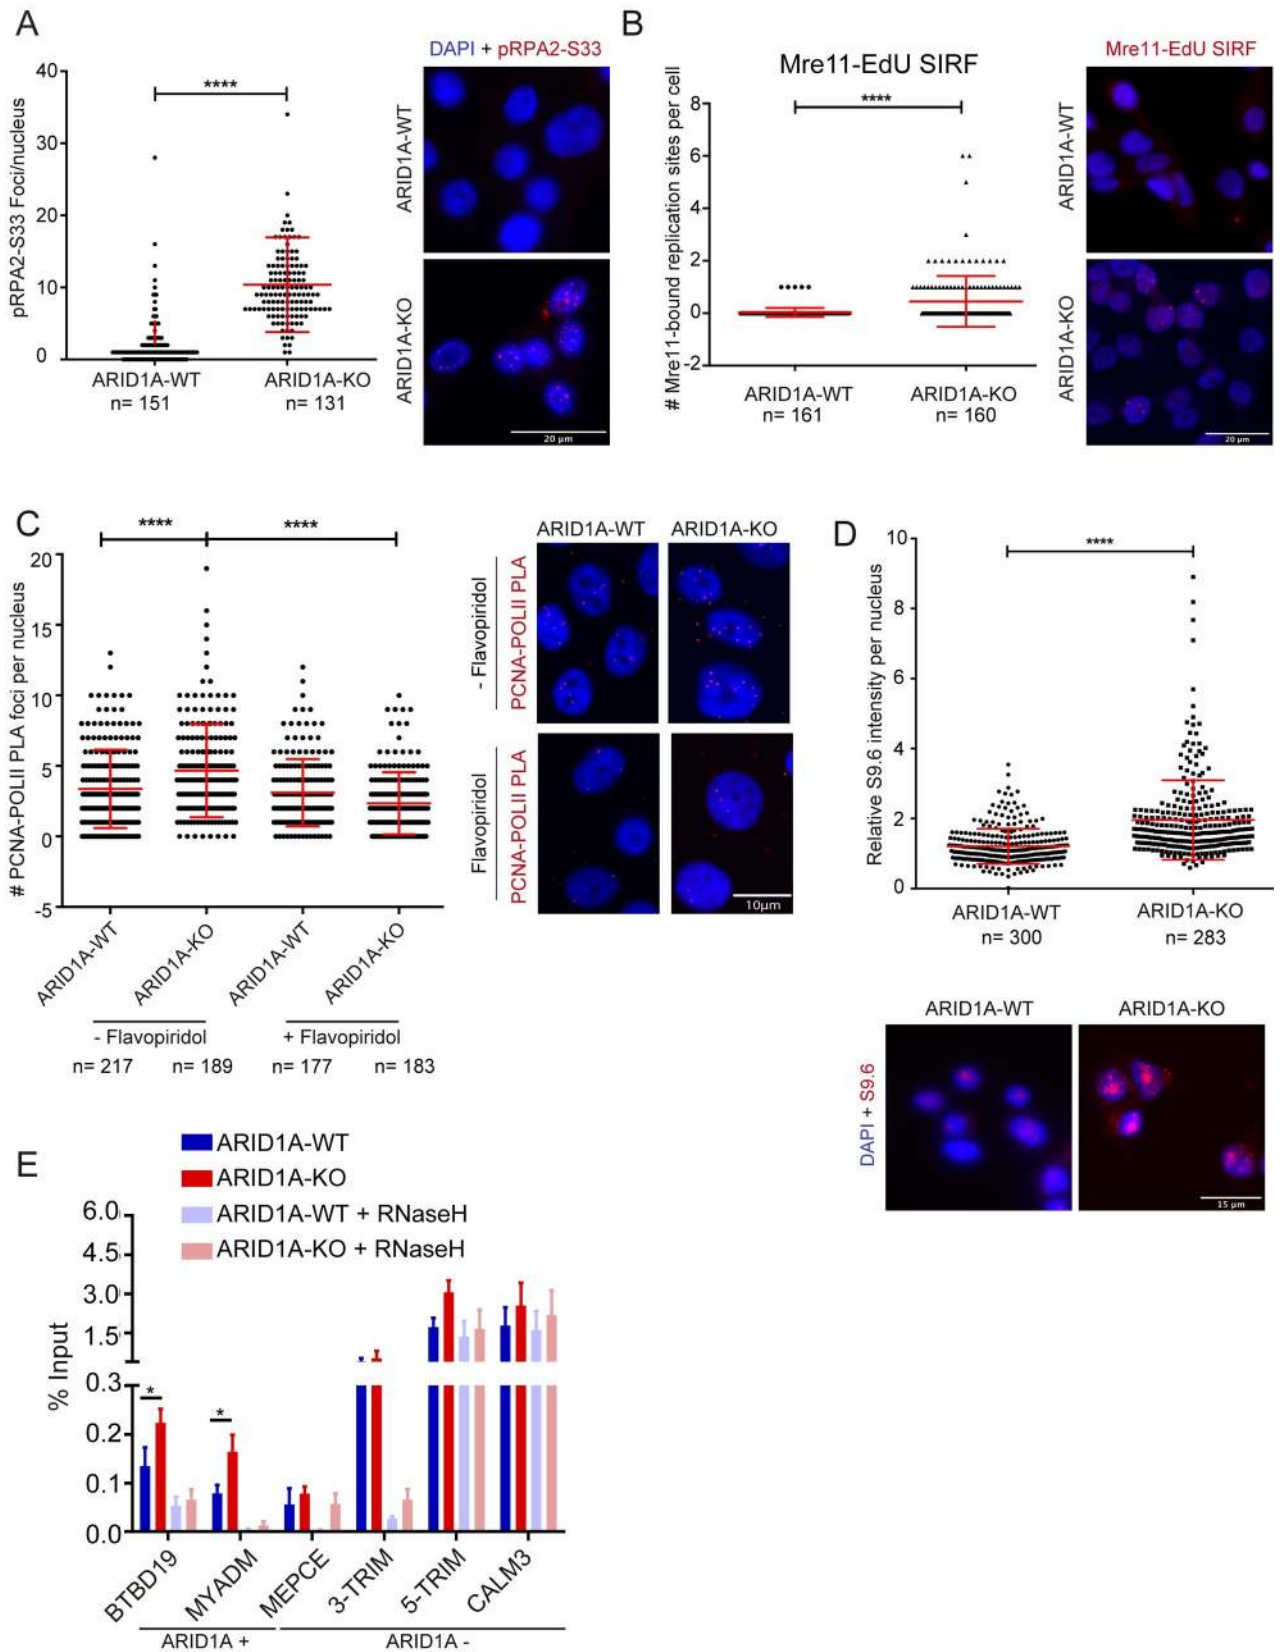 A
DAPI + pRPA2-S33
****
pRPA2-S33 Foci/nucleus
40
30
20
10
0
ARID1A-WT
n= 151
ARID1A-KO
n= 131
ARID1A-WT
ARID1A-KO
20 µm
B
Mre11-EdU SIRF
Mre11-EdU SIRF
****
# Mre11-bound replication sites per cell
8
6
4
2
0
-2
ARID1A-WT
n= 161
ARID1A-KO
n= 160
ARID1A-WT
ARID1A-KO
20 µm
C
****
****
# PCNA-POLII PLA foci per nucleus
20
15
10
5
0
-5
ARID1A-WT
ARID1A-KO
ARID1A-WT
ARID1A-KO
- Flavopiridol
+ Flavopiridol
n= 217
n= 189
n= 177
n= 183
ARID1A-WT
ARID1A-KO
- Flavopiridol
PCNA-POLII PLA
Flavopiridol
PCNA-POLII PLA
10µm
D
****
Relative S9.6 intensity per nucleus
10
8
6
4
2
0
ARID1A-WT
n= 300
ARID1A-KO
n= 283
ARID1A-WT
ARID1A-KO
DAPI + S9.6
15 µm
E
ARID1A-WT
ARID1A-KO
ARID1A-WT + RNaseH
ARID1A-KO + RNaseH
% Input
6.0
4.5
3.0
1.5
0.3
0.2
0.1
0.0
*
*
BTBD19
MYADM
MEPCE
3-TRIM
5-TRIM
CALM3
ARID1A +
ARID1A -